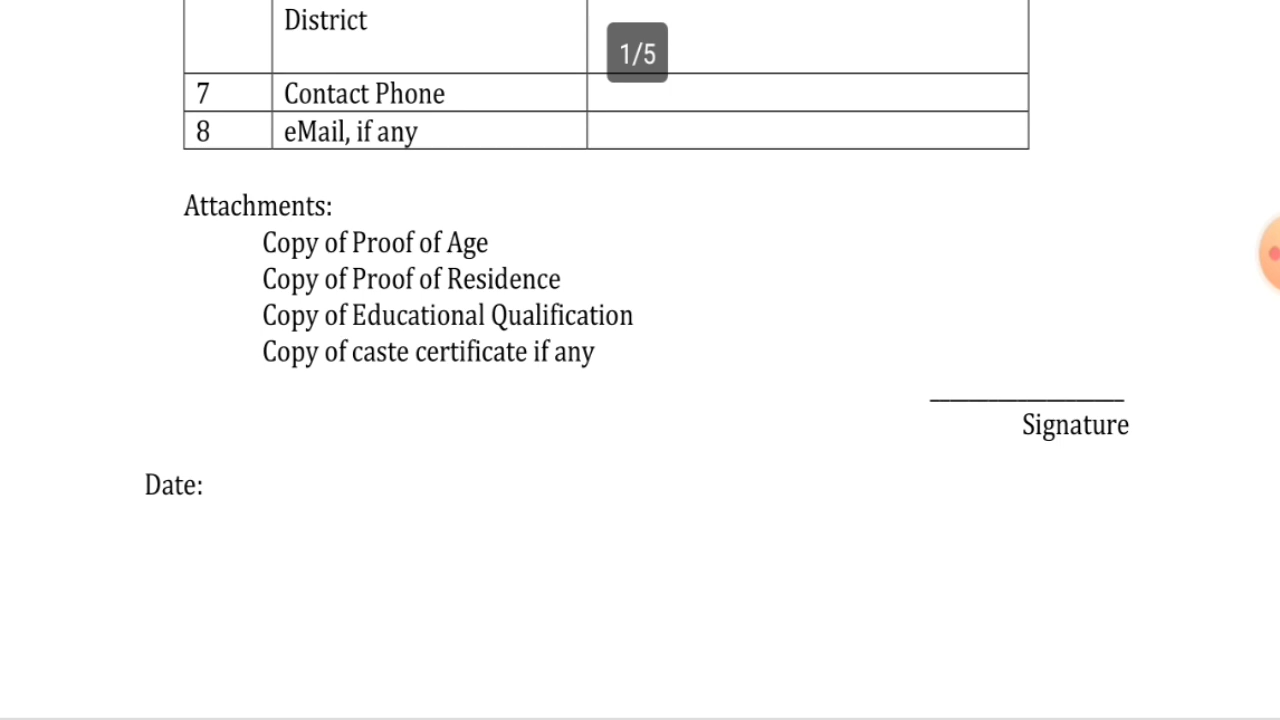 District
1/5
7 Contact Phone
8 eMail, if any
Attachments:
Copy of Proof of Age
Copy of Proof of Residence
Copy of Educational Qualification
Copy of caste certificate if any
Signature
Date: